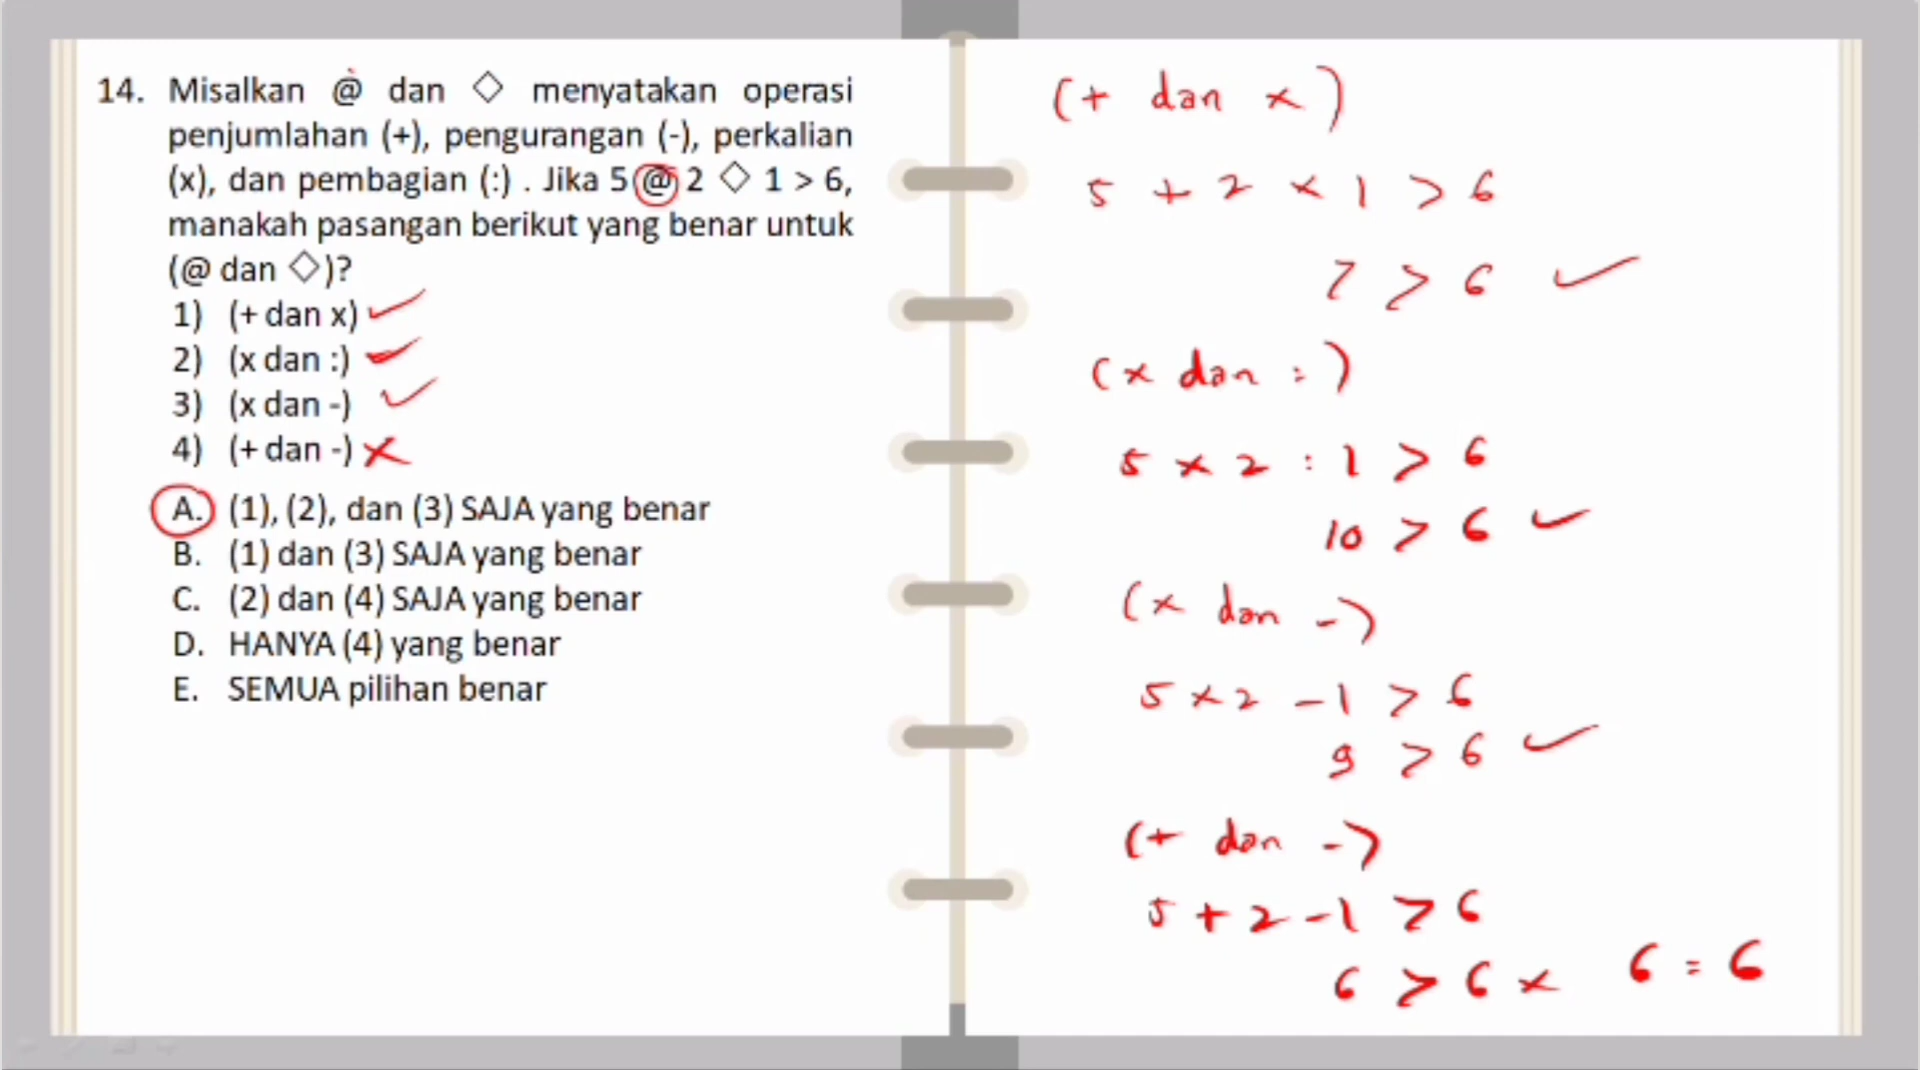 14. Misalkan @ dan ◇ menyatakan operasi
penjumlahan (+), pengurangan (-), perkalian
(x), dan pembagian (:) . Jika 5 @ 2 ◇ 1 > 6,
manakah pasangan berikut yang benar untuk
(@ dan ◇)?
1) (+ dan x) ✓
2) (x dan :) ✓
3) (x dan -) ✓
4) (+ dan -) ×
A. (1), (2), dan (3) SAJA yang benar
B. (1) dan (3) SAJA yang benar
C. (2) dan (4) SAJA yang benar
D. HANYA (4) yang benar
E. SEMUA pilihan benar
(+ dan x)
5 + 2 x 1 > 6
7 > 6 ✓
(x dan :)
5 x 2 : 1 > 6
10 > 6 ✓
(x dan -)
5 x 2 - 1 > 6
9 > 6 ✓
(+ dan -)
5 + 2 - 1 > 6
6 > 6 × 6 = 6